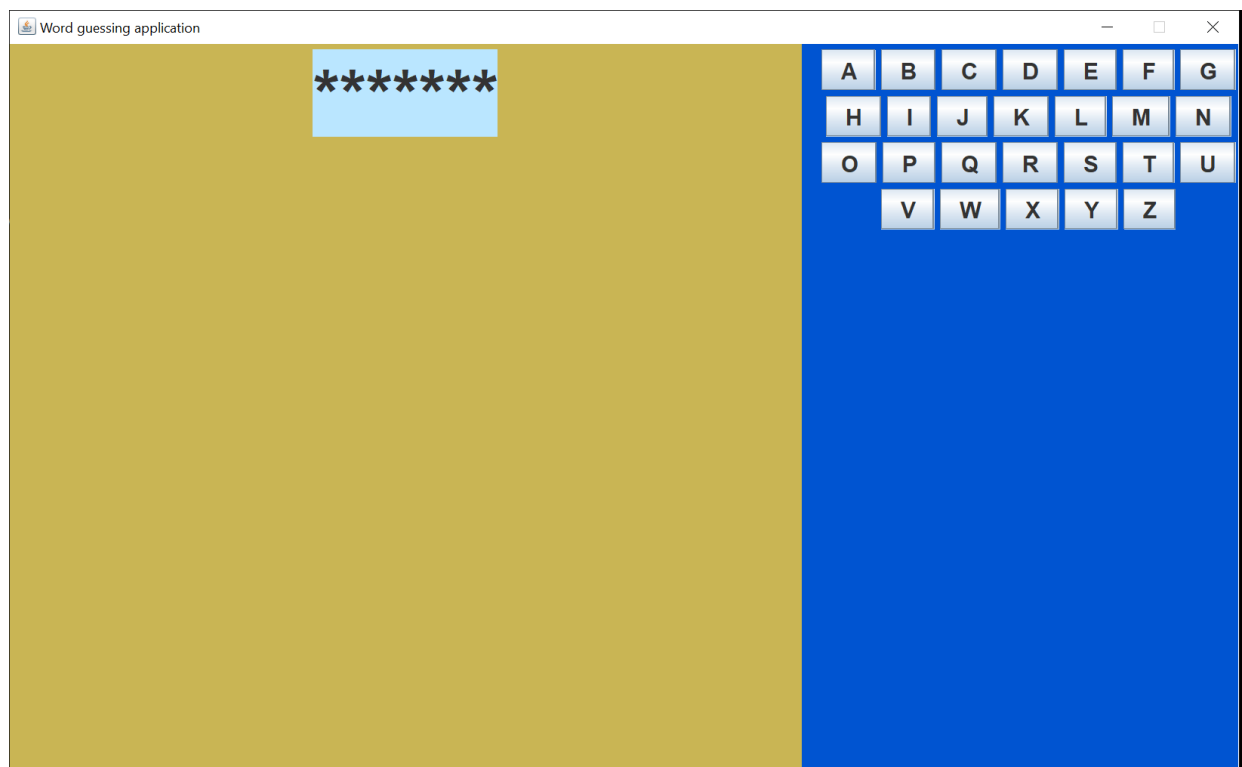 Word guessing application
*******
A B C D E F G
H I J K L M N
O P Q R S T U
V W X Y Z